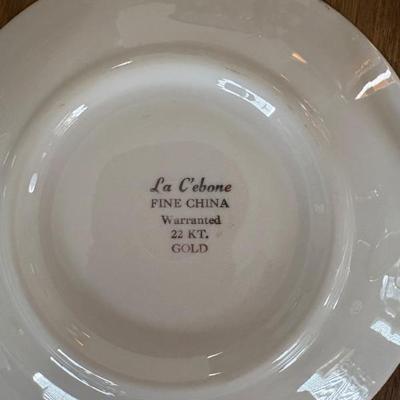 La C'ebone
FINE CHINA
Warranted
22 KT.
GOLD